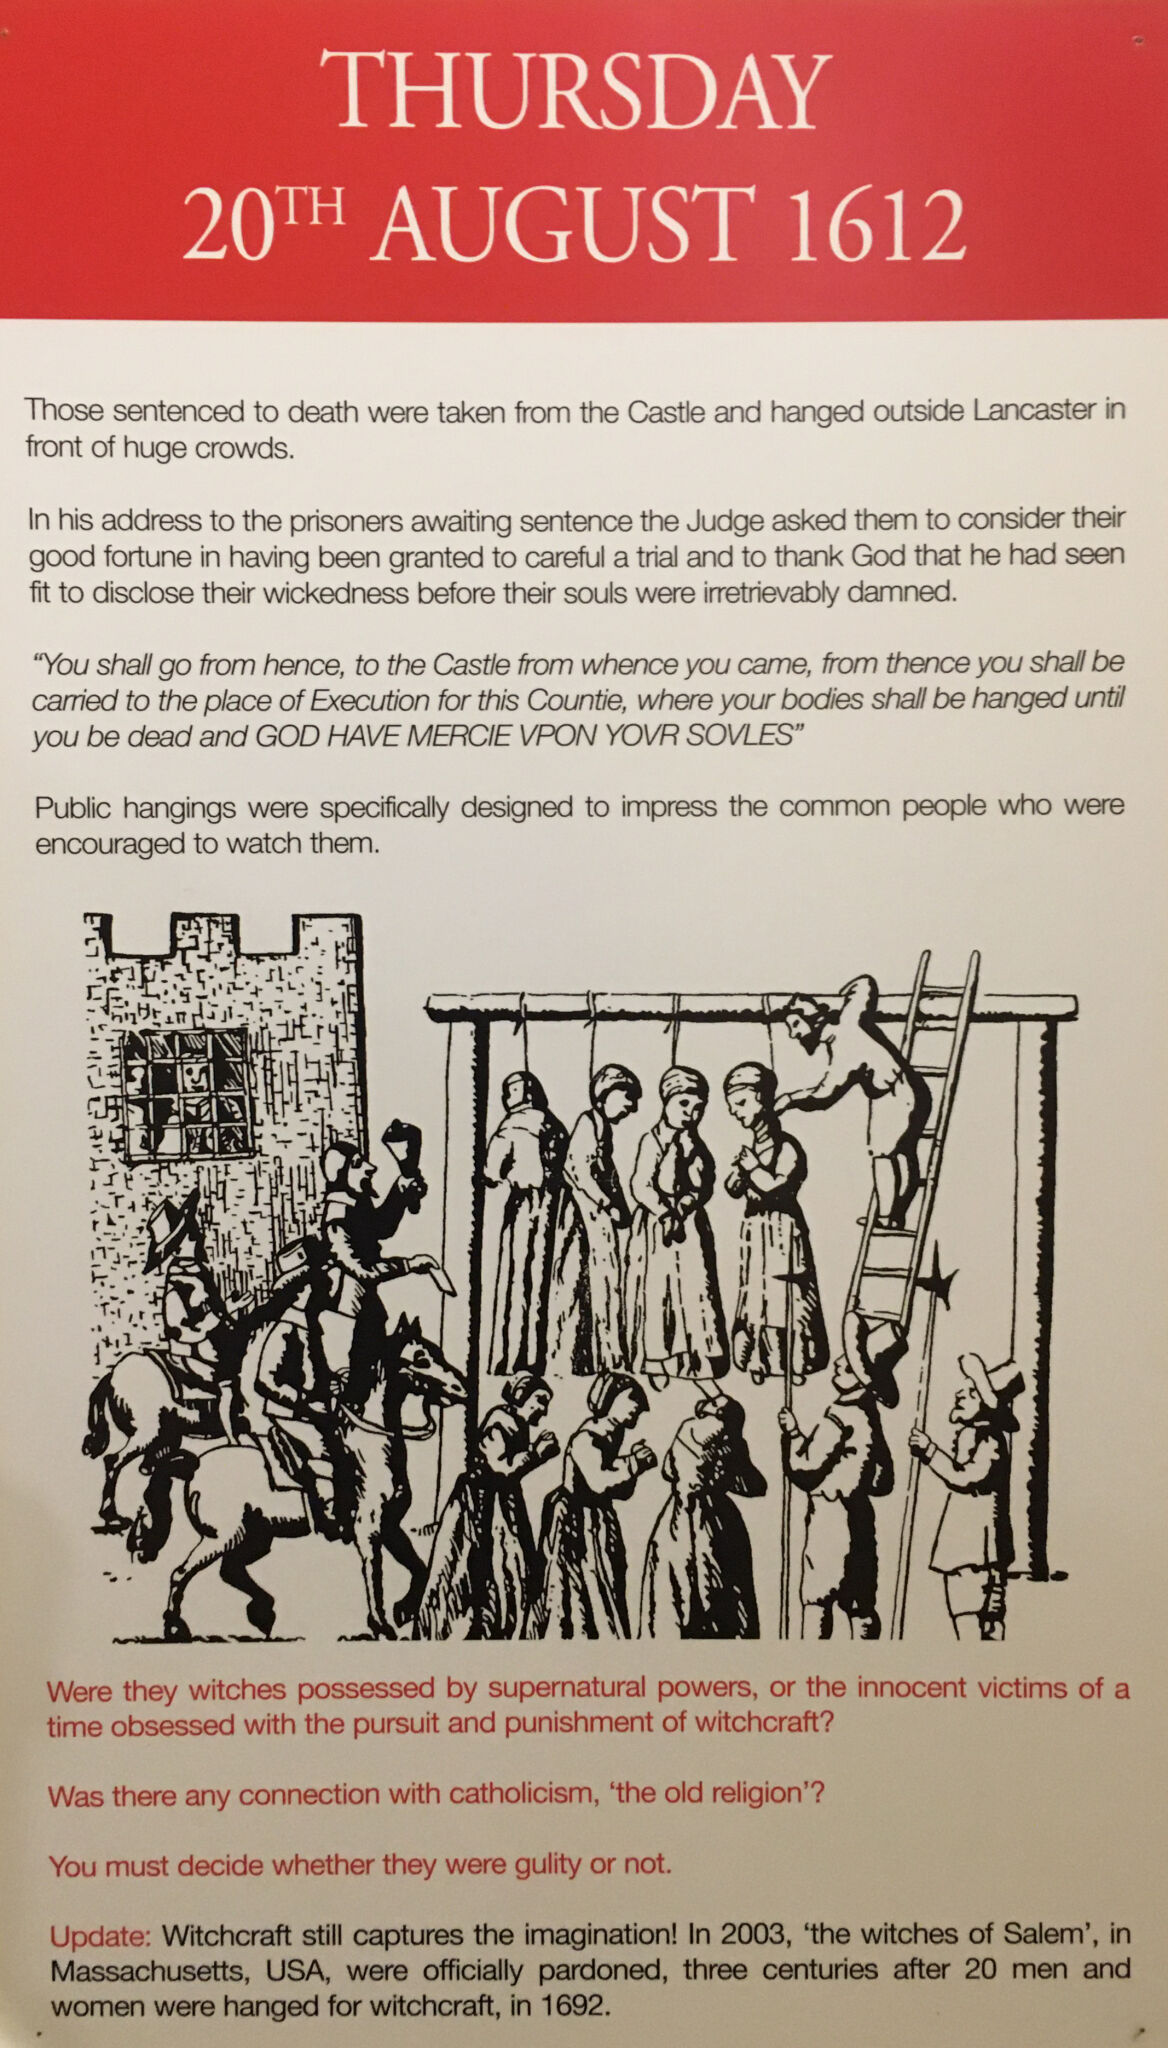 THURSDAY
20TH AUGUST 1612
Those sentenced to death were taken from the Castle and hanged outside Lancaster in
front of huge crowds.
In his address to the prisoners awaiting sentence the Judge asked them to consider their
good fortune in having been granted to careful a trial and to thank God that he had seen
fit to disclose their wickedness before their souls were irretrievably damned.
“You shall go from hence, to the Castle from whence you came, from thence you shall be
carried to the place of Execution for this Countie, where your bodies shall be hanged until
you be dead and GOD HAVE MERCIE VPON YOVR SOVLES”
Public hangings were specifically designed to impress the common people who were
encouraged to watch them.
Were they witches possessed by supernatural powers, or the innocent victims of a
time obsessed with the pursuit and punishment of witchcraft?
Was there any connection with catholicism, ‘the old religion’?
You must decide whether they were gulity or not.
Update: Witchcraft still captures the imagination! In 2003, ‘the witches of Salem’, in
Massachusetts, USA, were officially pardoned, three centuries after 20 men and
women were hanged for witchcraft, in 1692.